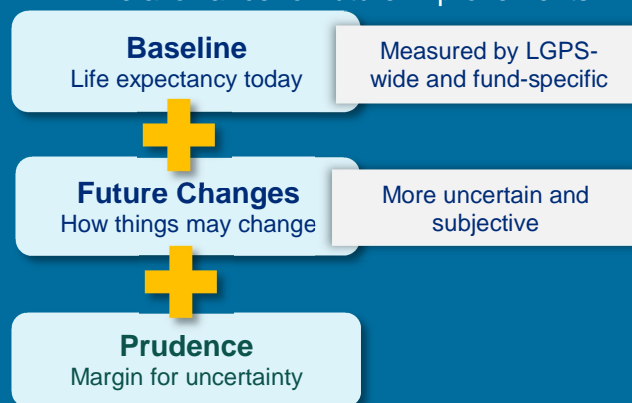 Baseline
Life expectancy today
Measured by LGPS-
wide and fund-specific
Future Changes
How things may change
More uncertain and
subjective
Prudence
Margin for uncertainty